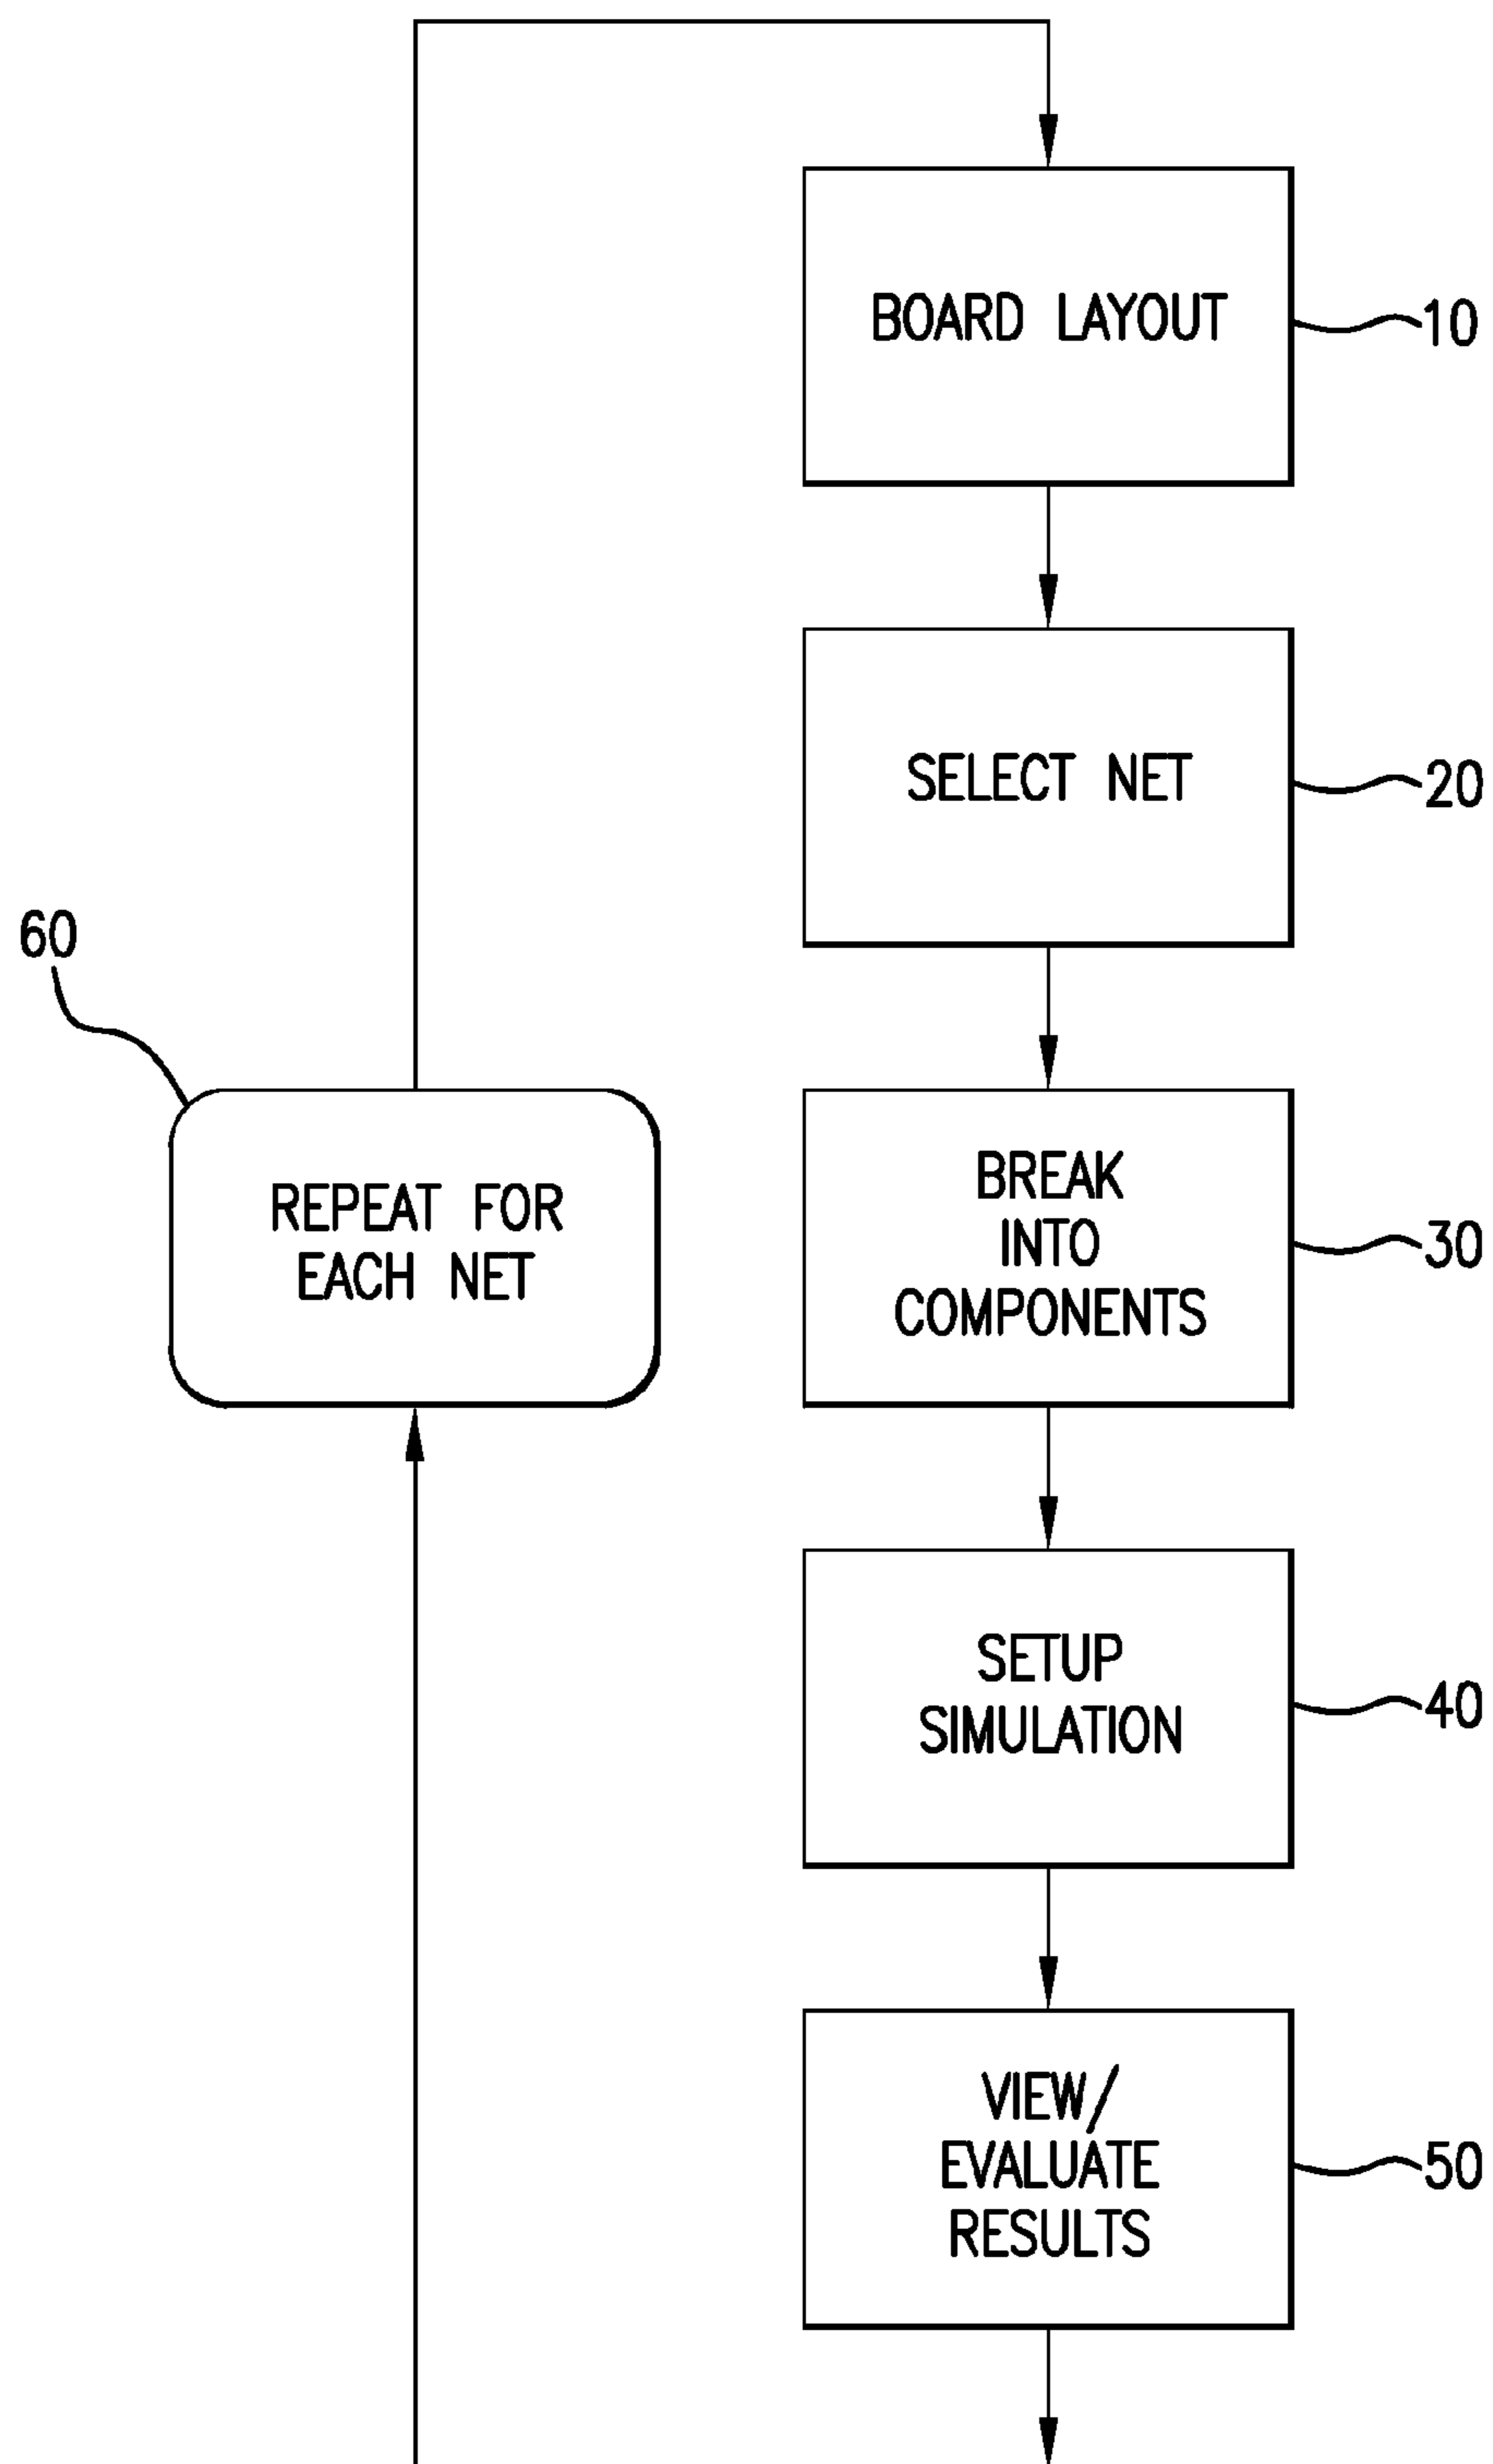 BOARD LAYOUT
10
SELECT NET
20
60
REPEAT FOR
EACH NET
BREAK
INTO
COMPONENTS
30
SETUP
SIMULATION
40
VIEW/
EVALUATE
RESULTS
50